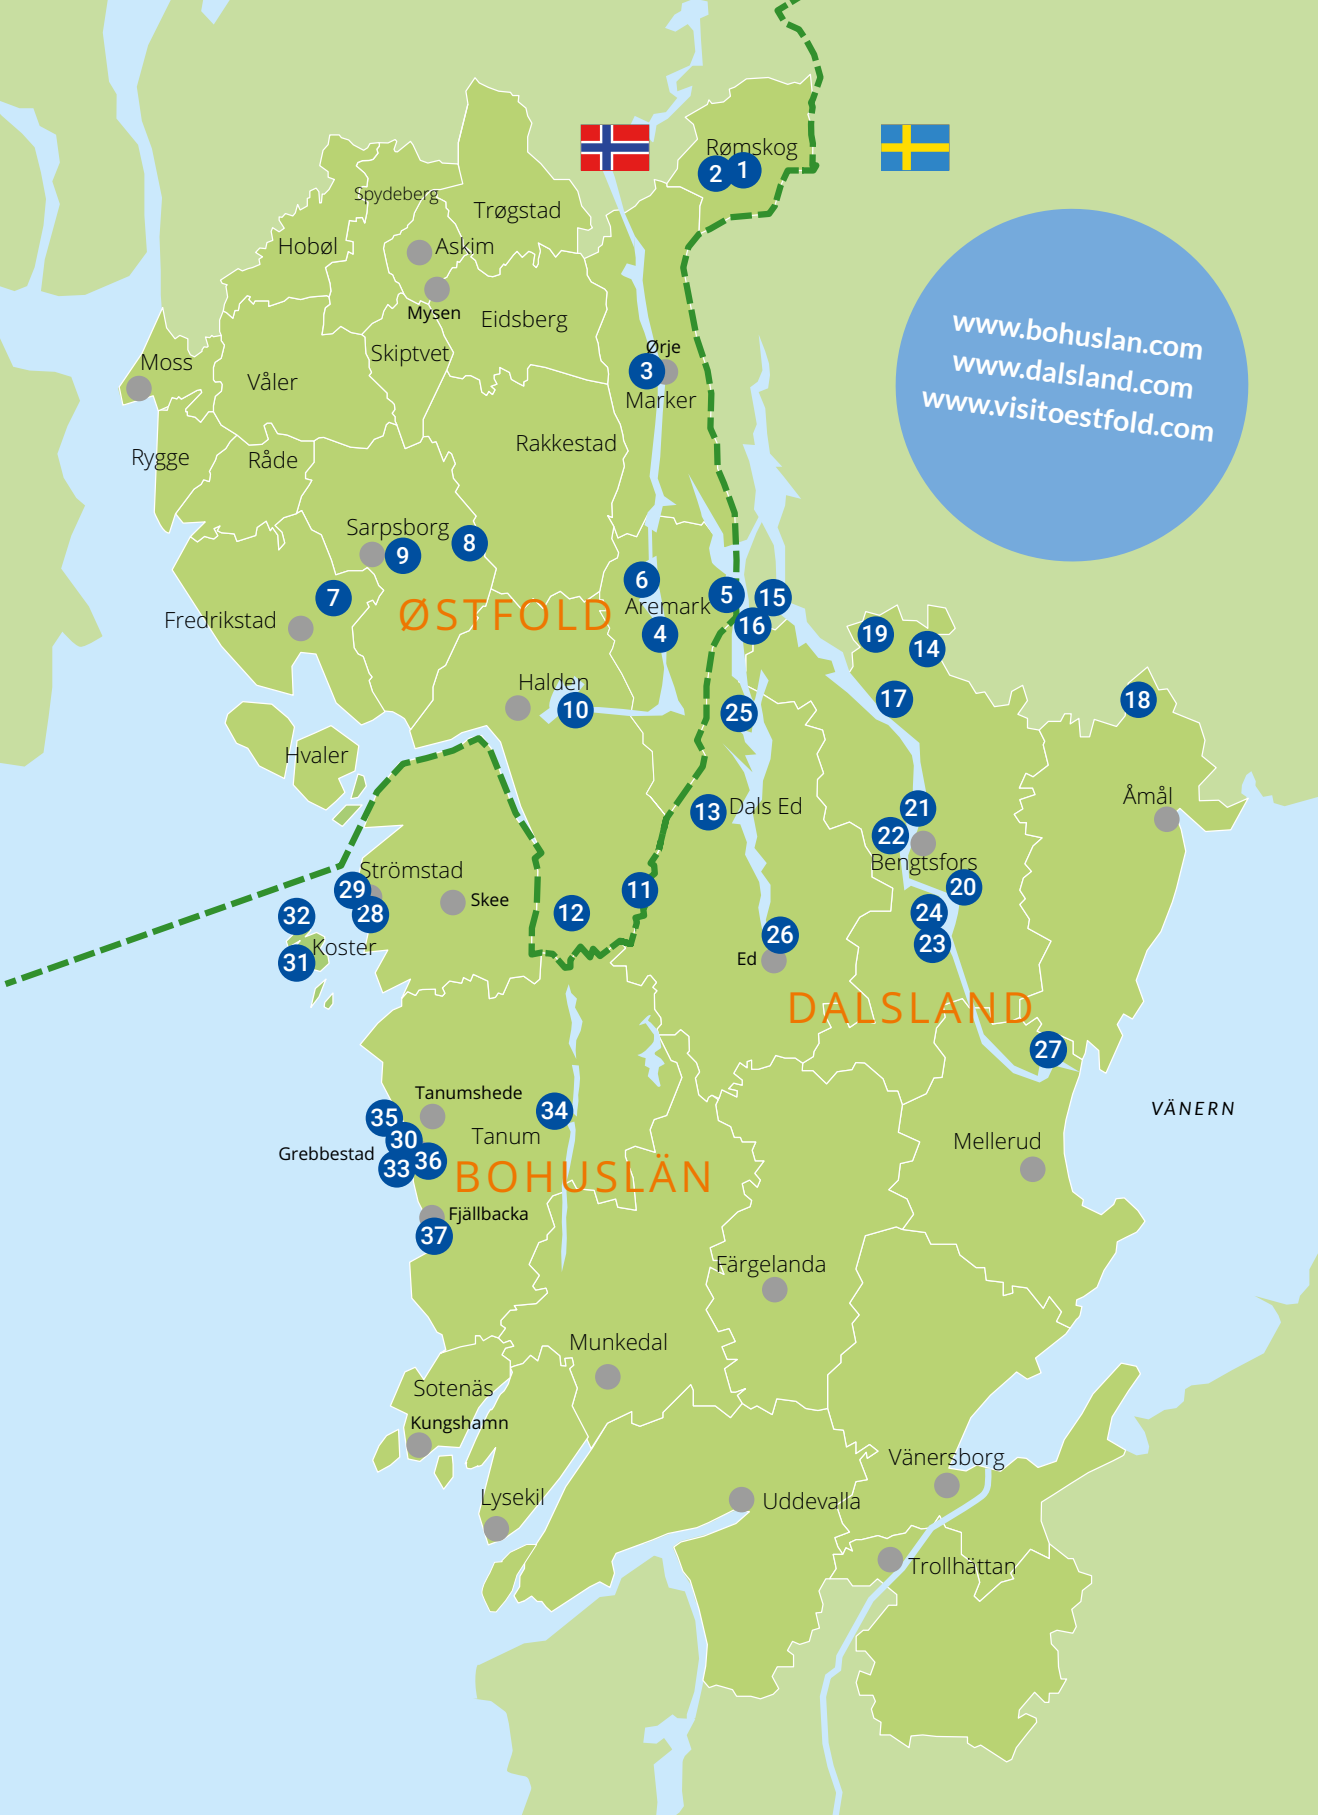 Rømskog
2
1
Spydeberg
Trøgstad
Hobøl
Askim
Mysen
Eidsberg
www.bohuslan.com
www.dalsland.com
www.visitoestfold.com
Moss
Skiptvet
Ørje
3
Våler
Marker
Rygge
Råde
Rakkestad
Sarpsborg
9
8
6
5
15
7
Aremark
ØSTFOLD
Fredrikstad
4
16
19
14
Halden
10
25
17
18
Hvaler
13
Dals Ed
21
Åmål
22
Bengtsfors
Strömstad
29
Skee
11
20
32
28
12
24
Koster
31
26
23
Ed
DALSLAND
27
Tanumshede
35
34
VÄNERN
30
Tanum
Grebbestad
33
36
BOHUSLÄN
Mellerud
Fjällbacka
37
Färgelanda
Munkedal
Sotenäs
Kungshamn
Vänersborg
Lysekil
Uddevalla
Trollhättan